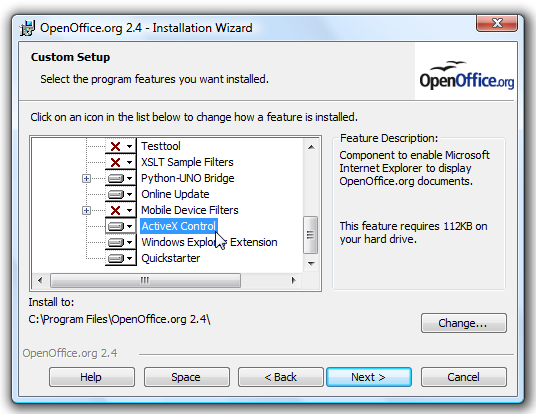 OpenOffice.org 2.4 - Installation Wizard
Custom Setup
Select the program features you want installed.
OpenOffice.org
Click on an icon in the list below to change how a feature is installed.
Testtool
XSLT Sample Filters
Python-UNO Bridge
Online Update
Mobile Device Filters
ActiveX Control
Windows Explorer Extension
Quickstarter
Feature Description:
Component to enable Microsoft
Internet Explorer to display
OpenOffice.org documents.
This feature requires 112KB on
your hard drive.
Install to:
C:\Program Files\OpenOffice.org 2.4\
Change...
OpenOffice.org 2.4
Help
Space
< Back
Next >
Cancel